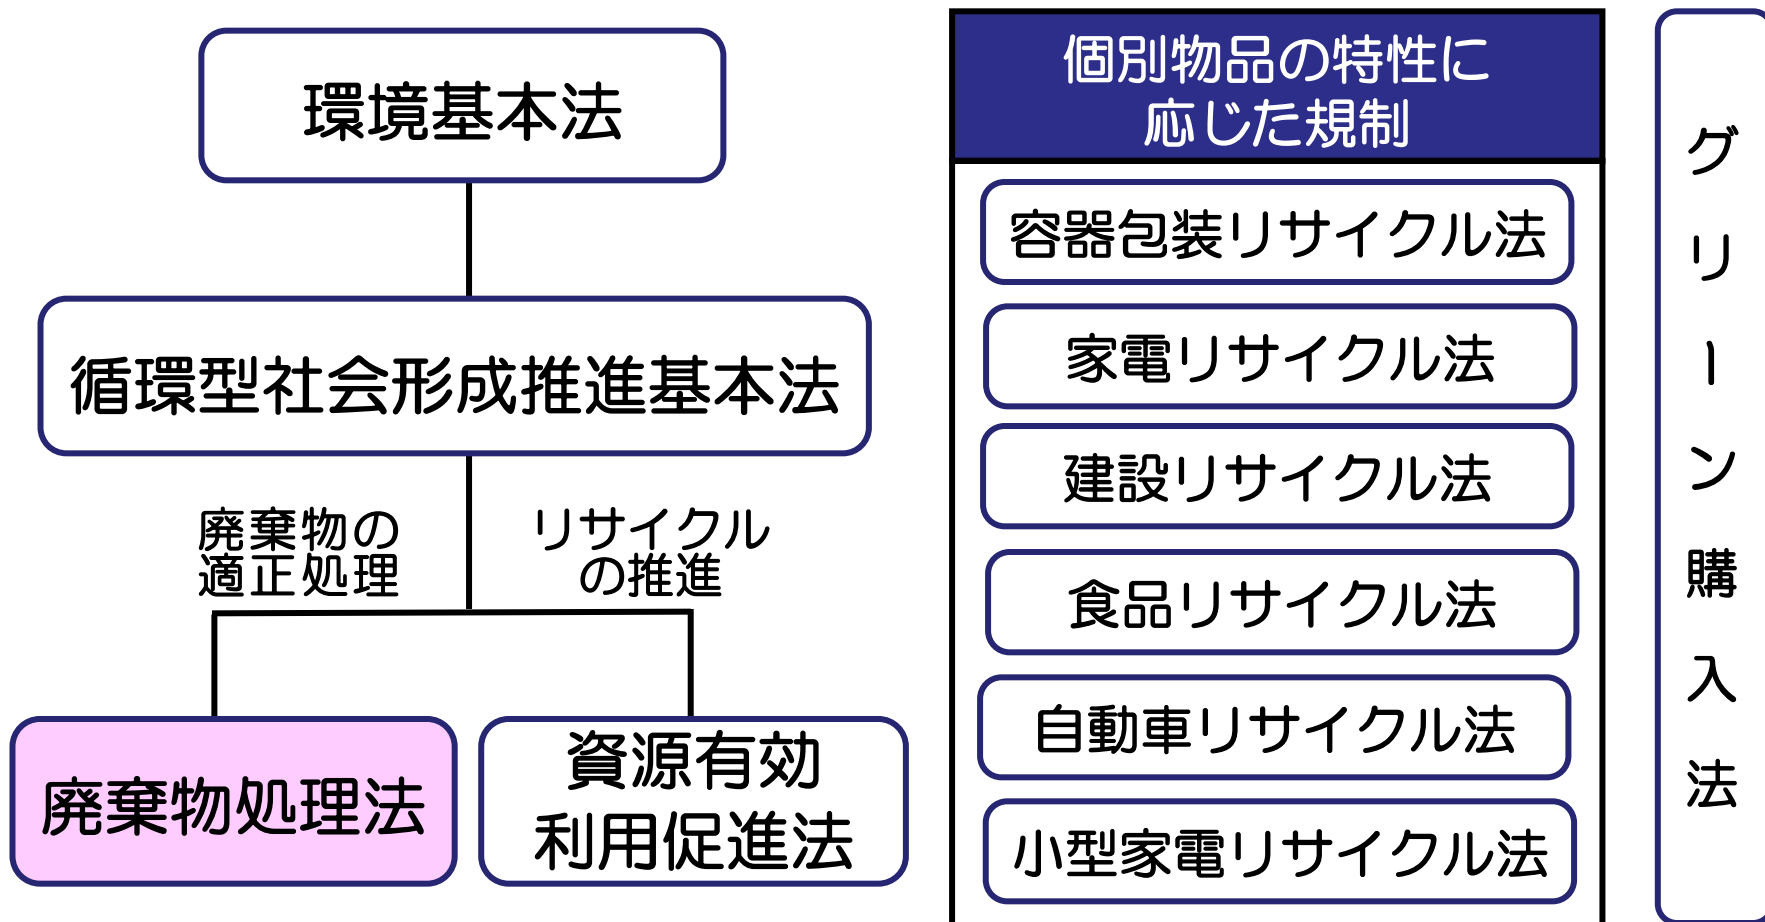 環境基本法
循環型社会形成推進基本法
廃棄物の
適正処理
リサイクル
の推進
廃棄物処理法
資源有効
利用促進法
個別物品の特性に
応じた規制
容器包装リサイクル法
家電リサイクル法
建設リサイクル法
食品リサイクル法
自動車リサイクル法
小型家電リサイクル法
グリーン購入法